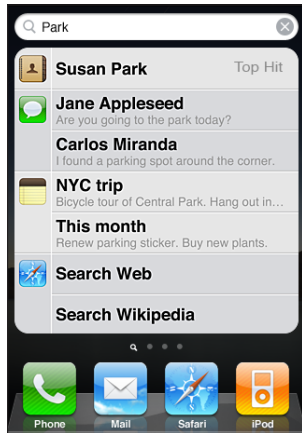 Park
Susan Park Top Hit
Jane Appleseed
Are you going to the park today?
Carlos Miranda
I found a parking spot around the corner.
NYC trip
Bicycle tour of Central Park. Hang out in…
This month
Renew parking sticker. Buy new plants.
Search Web
Search Wikipedia
Phone Mail Safari iPod